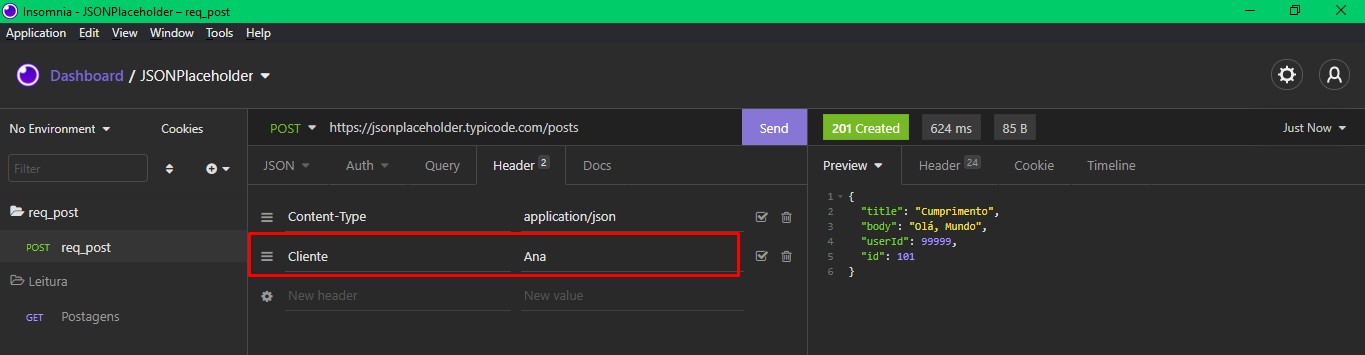 Insomnia - JSONPlaceholder – req_post
Application Edit View Window Tools Help
Dashboard / JSONPlaceholder
No Environment Cookies
POST https://jsonplaceholder.typicode.com/posts Send
201 Created 624 ms 85 B Just Now
Filter
JSON Auth Query Header 2 Docs
Preview Header 24 Cookie Timeline
req_post
POST req_post
Leitura
GET Postagens
Content-Type application/json
Cliente Ana
New header New value
1 {
2 "title": "Cumprimento",
3 "body": "Olá, Mundo",
4 "userId": 99999,
5 "id": 101
6 }